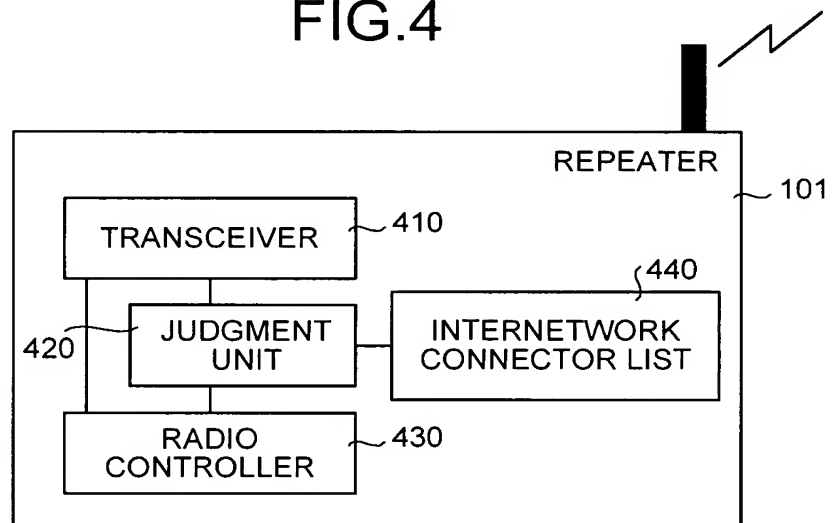 FIG.4
REPEATER
101
TRANSCEIVER
410
440
420
JUDGMENT
UNIT
INTERNETWORK
CONNECTOR LIST
RADIO
CONTROLLER
430